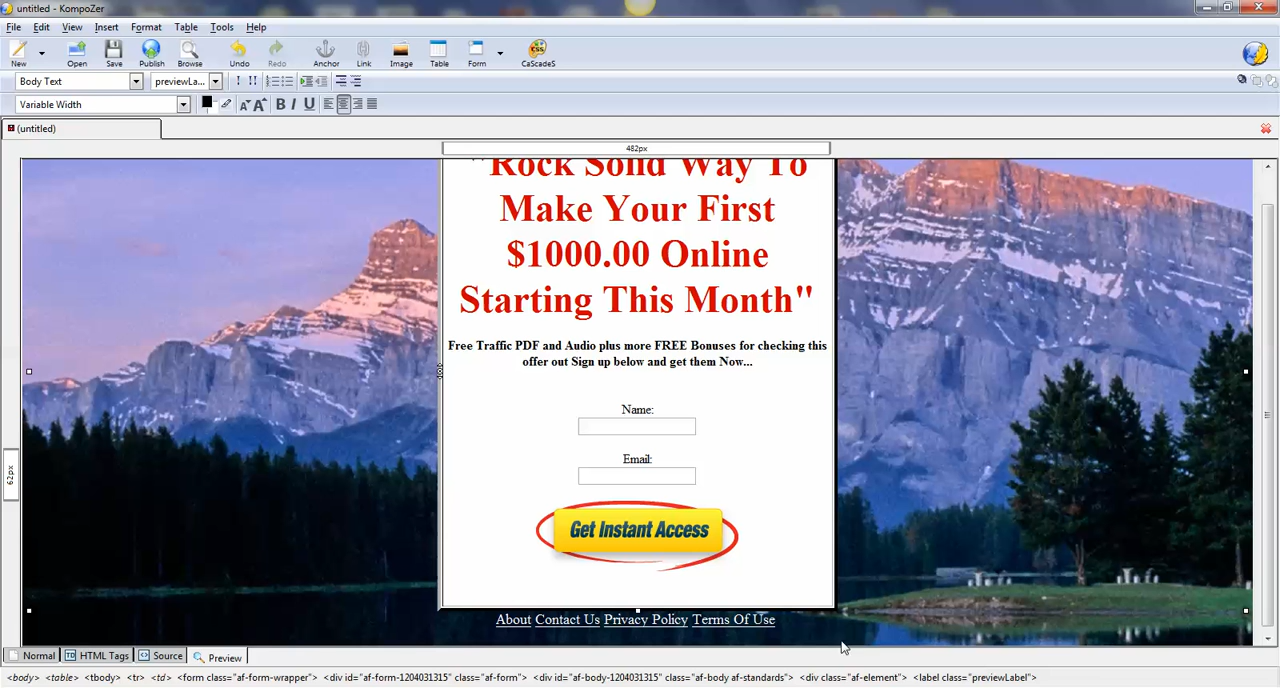 untitled - KompoZer
File Edit View Insert Format Table Tools Help
New Open Save Publish Browse Undo Redo Anchor Link Image Table Form CaScadeS
Body Text previewLa...
Variable Width
B I U
(untitled)
482px
"Rock Solid Way To
Make Your First
$1000.00 Online
Starting This Month"
Free Traffic PDF and Audio plus more FREE Bonuses for checking this
offer out Sign up below and get them Now...
Name:
Email:
62px
Get Instant Access
About Contact Us Privacy Policy Terms Of Use
Normal HTML Tags Source Preview
<body> <table> <tbody> <tr> <td> <form class="af-form-wrapper"> <div id="af-form-1204031315" class="af-form"> <div id="af-body-1204031315" class="af-body af-standards"> <div class="af-element"> <label class="previewLabel">